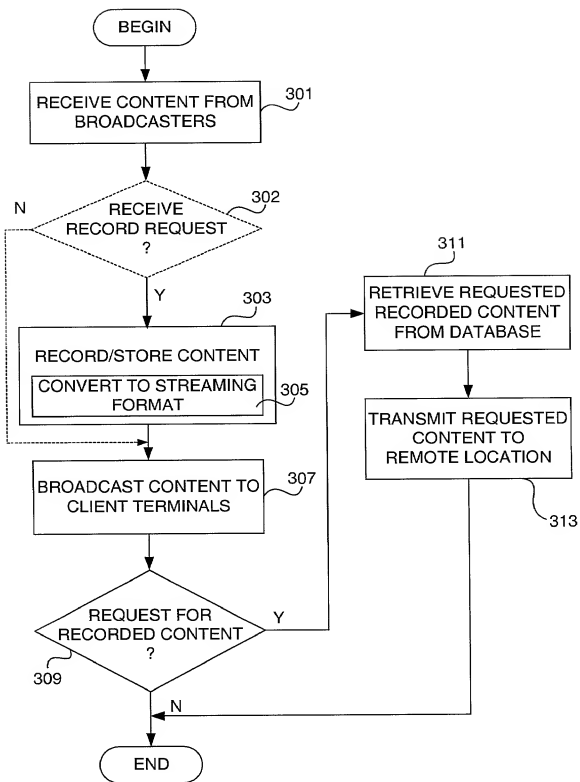 BEGIN
RECEIVE CONTENT FROM
BROADCASTERS
301
N
RECEIVE
RECORD REQUEST
?
302
Y
303
RECORD/STORE CONTENT
CONVERT TO STREAMING
FORMAT
305
BROADCAST CONTENT TO
CLIENT TERMINALS
307
REQUEST FOR
RECORDED CONTENT
?
Y
309
N
END
311
RETRIEVE REQUESTED
RECORDED CONTENT
FROM DATABASE
TRANSMIT REQUESTED
CONTENT TO
REMOTE LOCATION
313